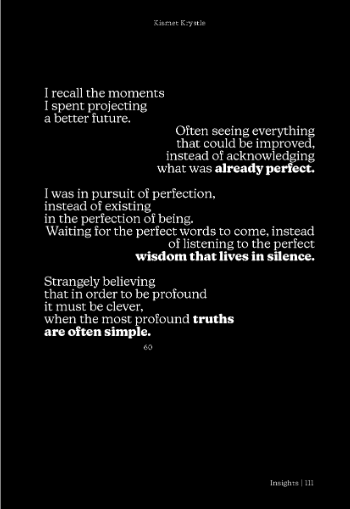 Kismet Krystle
I recall the moments
I spent projecting
a better future.
Often seeing everything
that could be improved,
instead of acknowledging
what was already perfect.
I was in pursuit of perfection,
instead of existing
in the perfection of being.
Waiting for the perfect words to come, instead
of listening to the perfect
wisdom that lives in silence.
Strangely believing
that in order to be profound
it must be clever,
when the most profound truths
are often simple.
60
Insights | 111